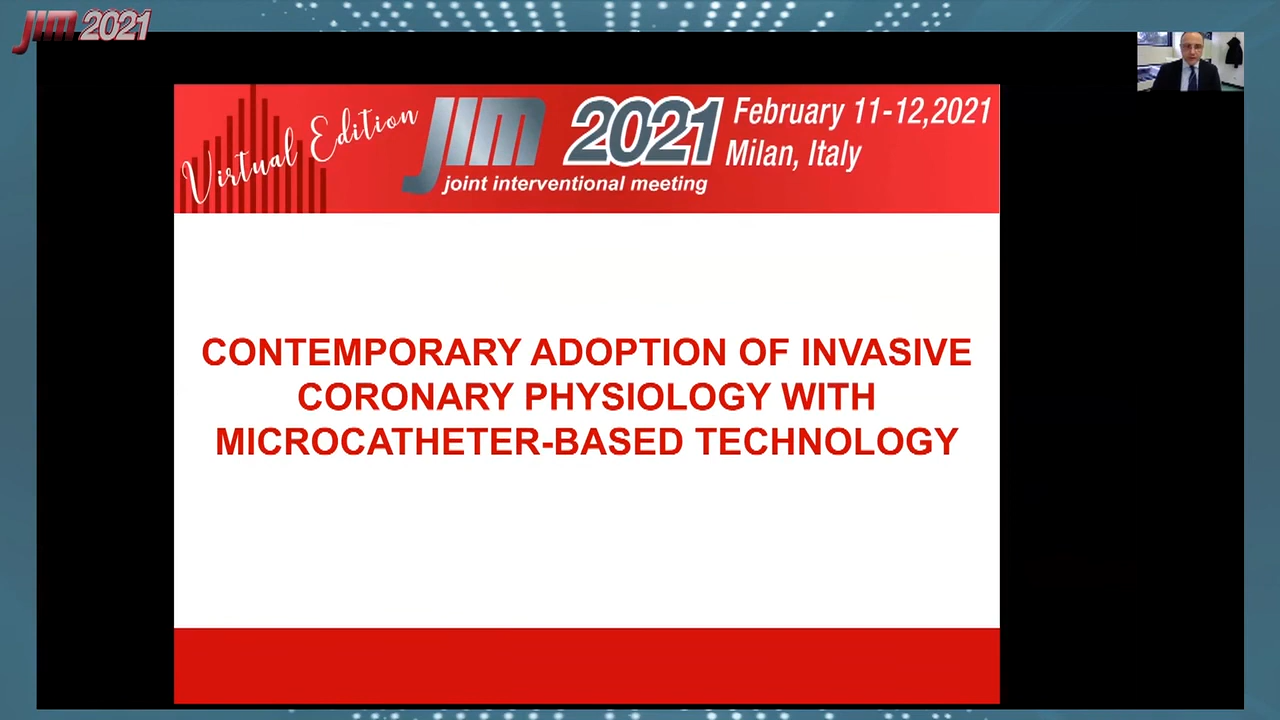 JIM 2021
Virtual Edition
JIM 2021
February 11-12,2021
Milan, Italy
joint interventional meeting
CONTEMPORARY ADOPTION OF INVASIVE
CORONARY PHYSIOLOGY WITH
MICROCATHETER-BASED TECHNOLOGY